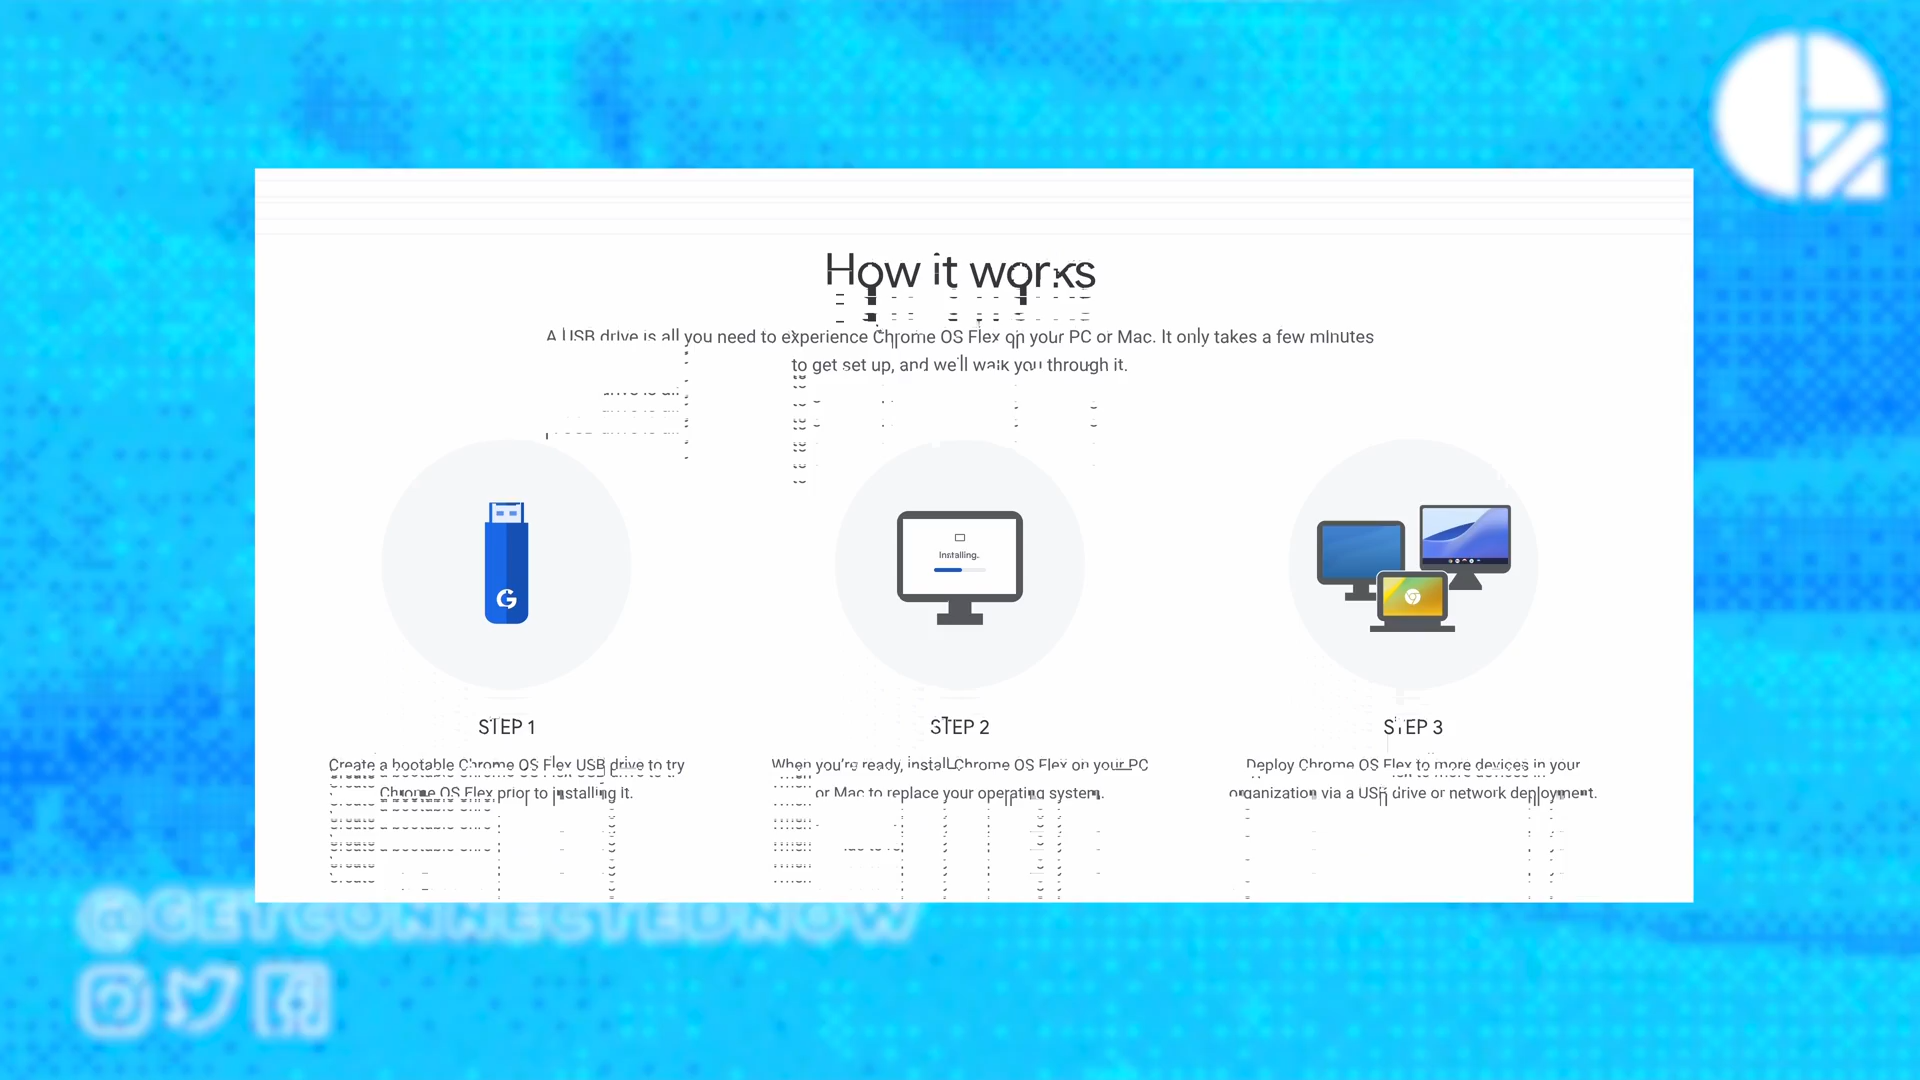 How it works
A USB drive is all you need to experience Chrome OS Flex on your PC or Mac. It only takes a few minutes
to get set up, and we'll walk you through it.
Installing.
STEP 1
Create a bootable Chrome OS Flex USB drive to try
Chrome OS Flex prior to installing it.
STEP 2
When you're ready, install Chrome OS Flex on your PC
or Mac to replace your operating system.
STEP 3
Deploy Chrome OS Flex to more devices in your
organization via a USB drive or network deployment.
@GETCONNECTEDNOW